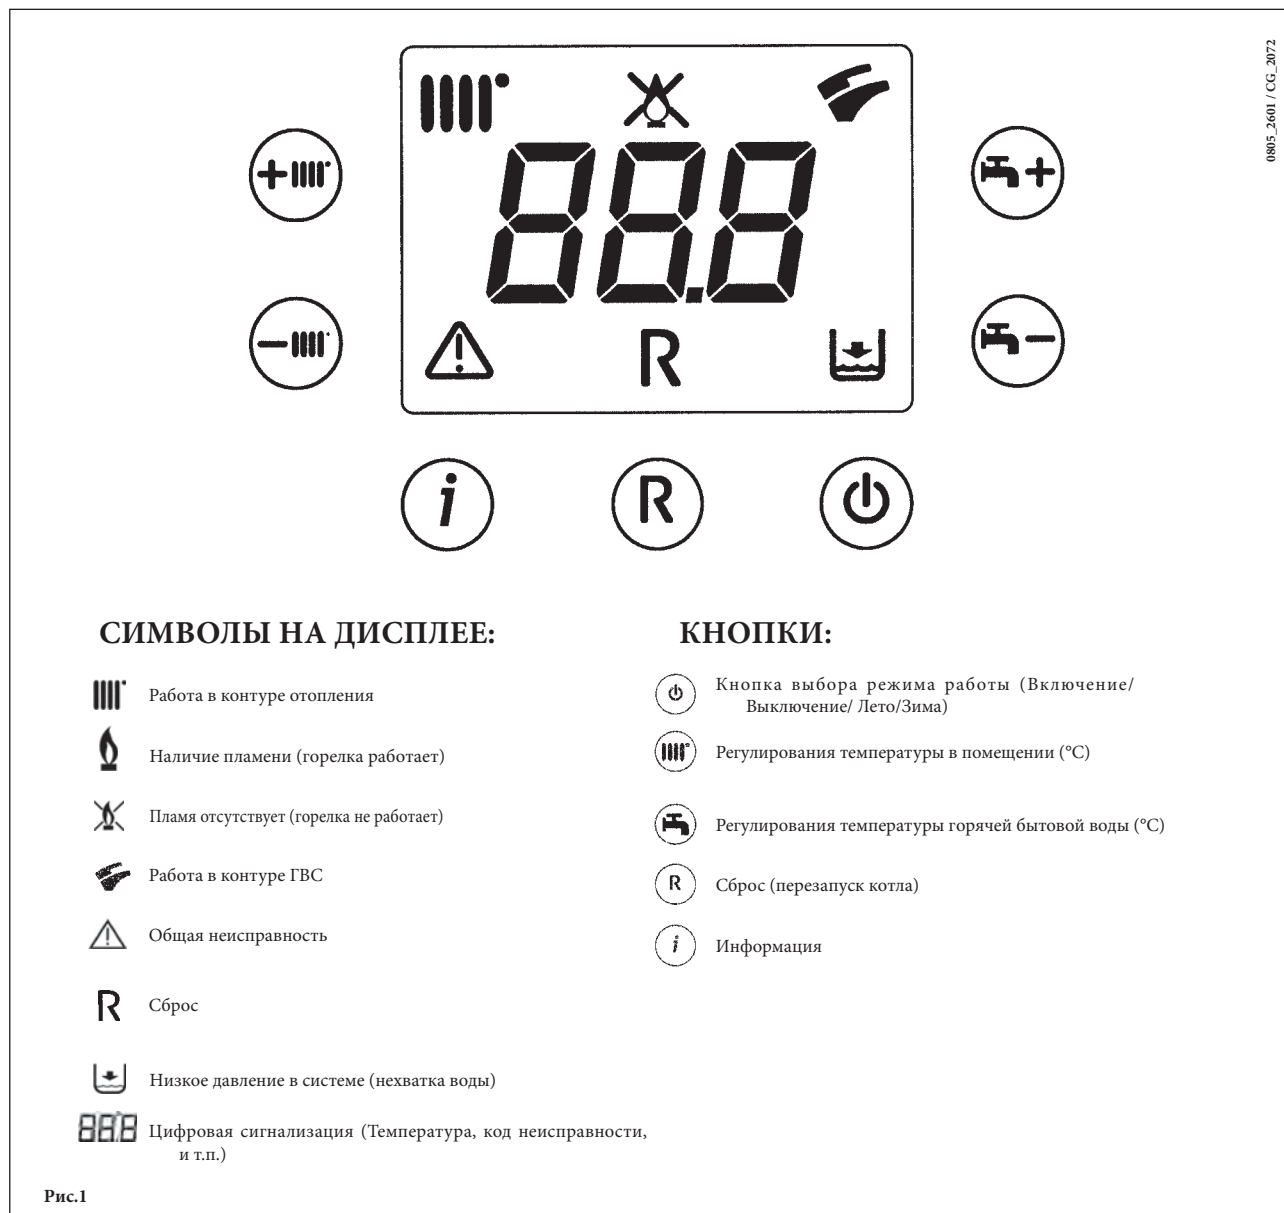 0805_2601 / CG_2072
88.8
R
i
R
СИМВОЛЫ НА ДИСПЛЕЕ:
Работа в контуре отопления
Наличие пламени (горелка работает)
Пламя отсутствует (горелка не работает)
Работа в контуре ГВС
Общая неисправность
R Сброс
Низкое давление в системе (нехватка воды)
88.8 Цифровая сигнализация (Температура, код неисправности,
и т.п.)
КНОПКИ:
Кнопка выбора режима работы (Включение/
Выключение/ Лето/Зима)
Регулирования температуры в помещении (°C)
Регулирования температуры горячей бытовой воды (°C)
R Сброс (перезапуск котла)
i Информация
Рис.1